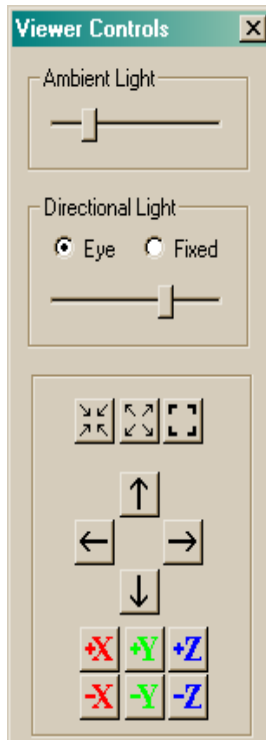 Viewer Controls
Ambient Light
Directional Light
Eye Fixed
+X +Y +Z
-X -Y -Z